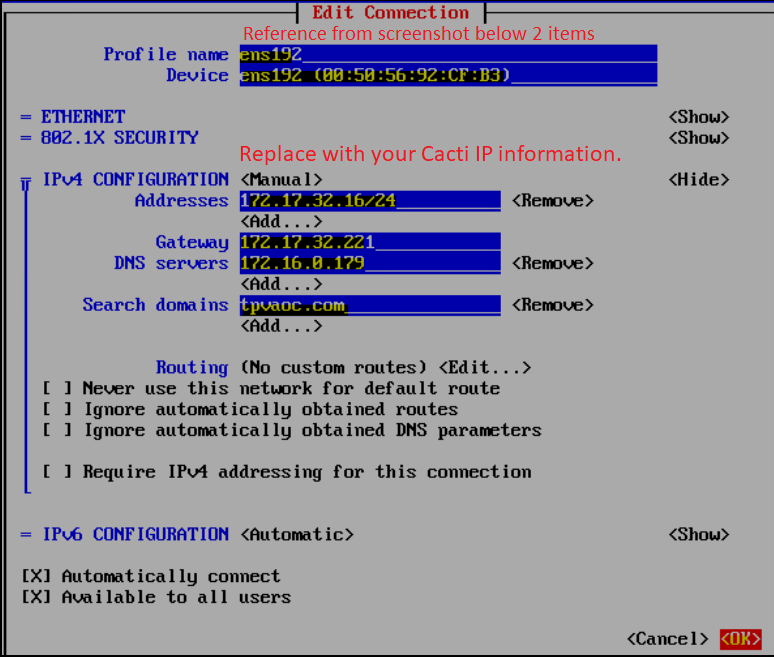 Edit Connection
Reference from screenshot below 2 items
Profile name ens192
Device ens192 (00:50:56:92:CF:B3)
= ETHERNET <Show>
= 802.1X SECURITY <Show>
Replace with your Cacti IP information.
╤ IPv4 CONFIGURATION <Manual> <Hide>
Addresses 172.17.32.16/24 <Remove>
<Add...>
Gateway 172.17.32.221
DNS servers 172.16.0.179 <Remove>
<Add...>
Search domains tpvaoc.com <Remove>
<Add...>
Routing (No custom routes) <Edit...>
[ ] Never use this network for default route
[ ] Ignore automatically obtained routes
[ ] Ignore automatically obtained DNS parameters
[ ] Require IPv4 addressing for this connection
= IPv6 CONFIGURATION <Automatic> <Show>
[X] Automatically connect
[X] Available to all users
<Cancel> <OK>